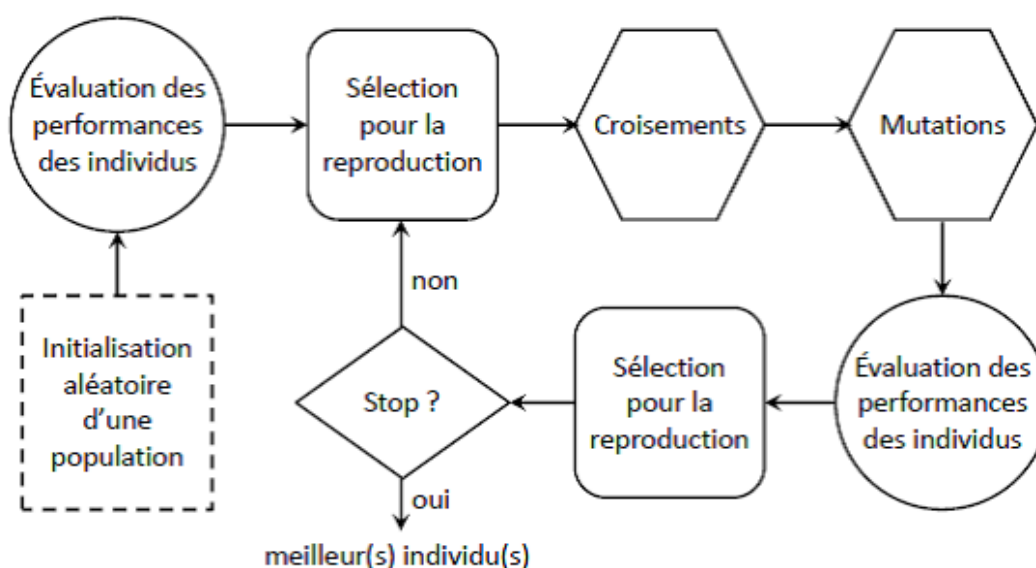 Évaluation des
performances
des individus
Sélection
pour la
reproduction
Croisements
Mutations
non
Initialisation
aléatoire
d'une
population
Stop ?
Sélection
pour la
reproduction
Évaluation des
performances
des individus
oui
meilleur(s) individu(s)